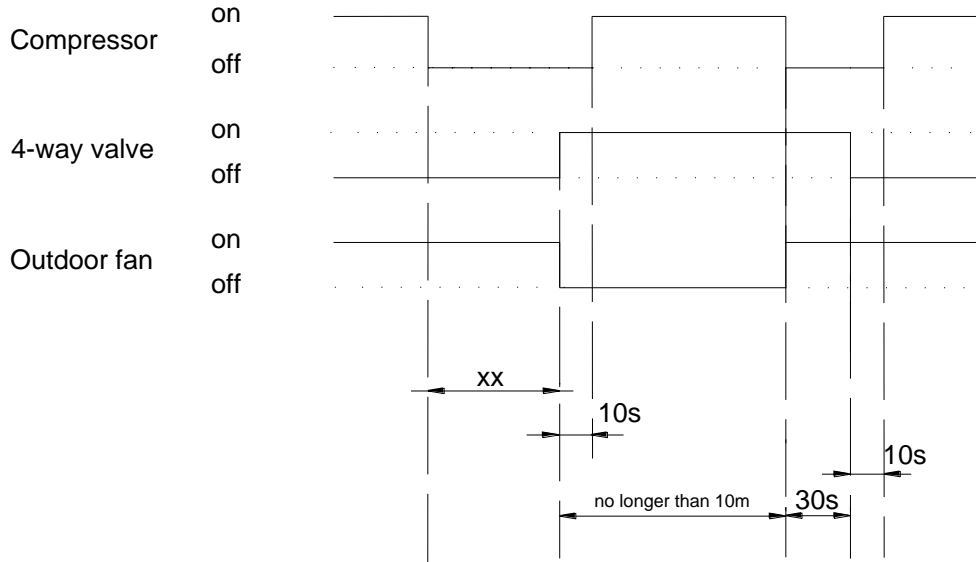 Compressor
on
off
4-way valve
on
off
Outdoor fan
on
off
xx
10s
10s
no longer than 10m
30s